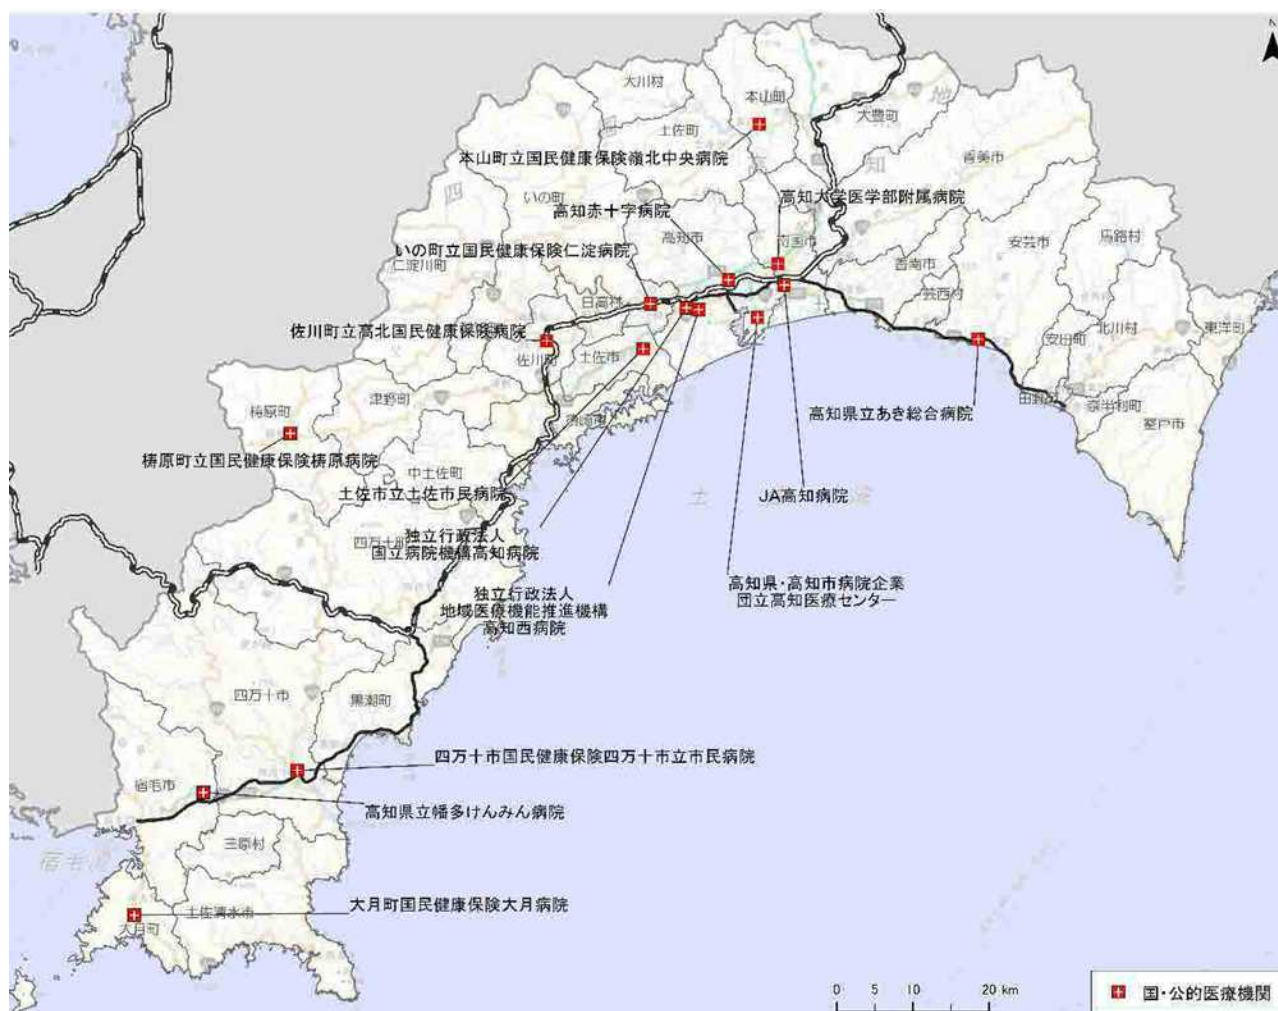 N
大川村
本山町
地
大豊町
土佐町
香美市
本山町立国民健康保険嶺北中央病院
高
知
四
いの町
高知大学医学部附属病院
高知赤十字病院
高知市
南国市
安芸市
馬路村
いの町立国民健康保険仁淀病院
仁淀川町
香南市
芸西村
日高村
北川村
東洋町
佐川町立高北国民健康保険病院
佐川町
土佐市
安田町
津野町
田野町
奈半利町
梼原町
須崎市
高知県立あき総合病院
室戸市
梼原町立国民健康保険梼原病院
中土佐町
土佐市立土佐市民病院
土
JA高知病院
独立行政法人
国立病院機構高知病院
四万十町
高知県・高知市病院企業
団立高知医療センター
独立行政法人
地域医療機能推進機構
高知西病院
四万十市
黒潮町
四万十市国民健康保険四万十市立市民病院
宿毛市
高知県立幡多けんみん病院
三原村
宿毛
大月町国民健康保険大月病院
土佐清水市
大月町
0 5 10 20 km
国・公的医療機関